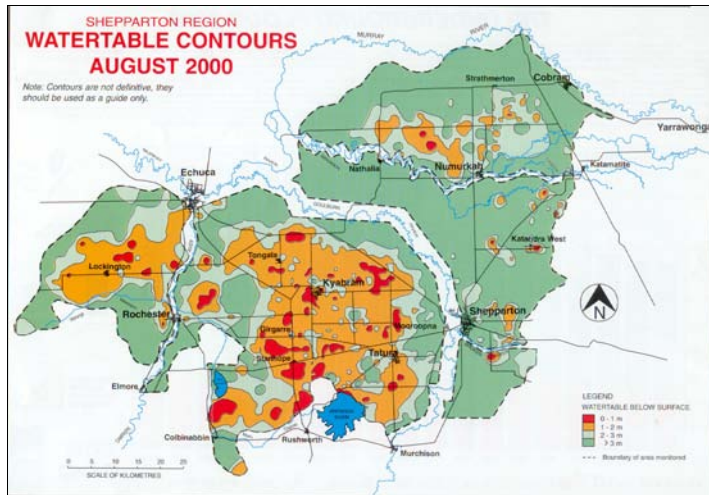 SHEPPARTON REGION
WATERTABLE CONTOURS
AUGUST 2000
Note: Contours are not definitive, they
should be used as a guide only.
MURRAY
RIVER
Strathmerton
Cobram
Yarrawonga
Echuca
Nathalia
Numurkah
Katamatite
GOULBURN
Katandra West
Lockington
Tongala
Kyabram
Rochester
Girgarre
Mooroopna
Shepparton
N
Stanhope
Tatura
Elmore
Colbinabbin
Rushworth
Murchison
LEGEND
WATERTABLE BELOW SURFACE
0 - 1 m
1 - 2 m
2 - 3 m
> 3 m
Boundary of area monitored
0 5 10 15 20 25
SCALE OF KILOMETRES